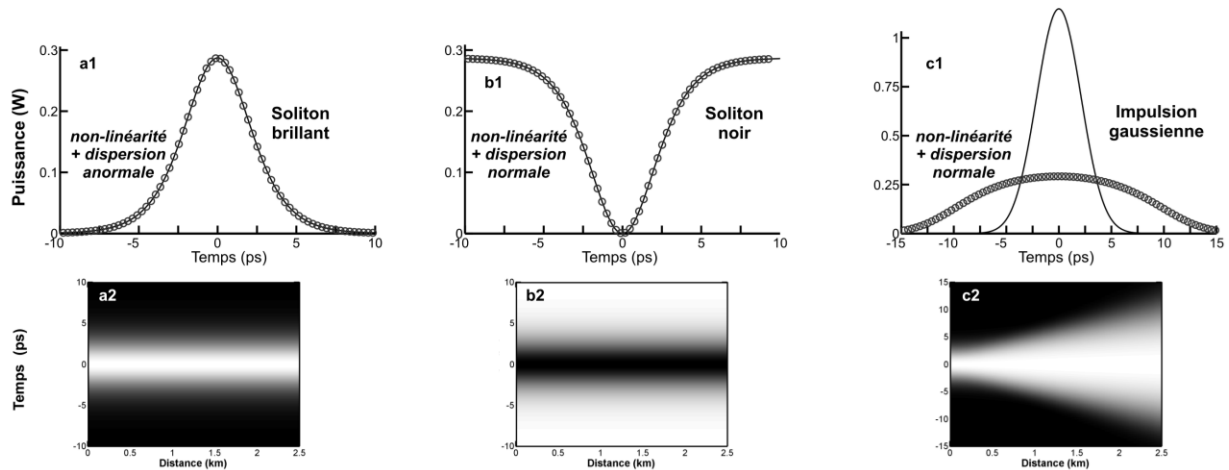 a1
Puissance (W)
0.3
0.2
0.1
0
Soliton
brillant
non-linéarité
+ dispersion
anormale
-10
-5
0
5
10
Temps (ps)
b1
0.3
0.2
0.1
0
Soliton
noir
non-linéarité
+ dispersion
normale
-10
-5
0
5
10
Temps (ps)
c1
1
0.75
0.5
0.25
0
Impulsion
gaussienne
non-linéarité
+ dispersion
normale
-15
-10
-5
0
5
10
15
Temps (ps)
a2
Temps (ps)
10
5
0
-5
-10
0
0.5
1
1.5
2
2.5
Distance (km)
b2
10
5
0
-5
-10
0
0.5
1
1.5
2
2.5
Distance (km)
c2
15
10
5
0
-5
-10
-15
0
0.5
1
1.5
2
2.5
Distance (km)